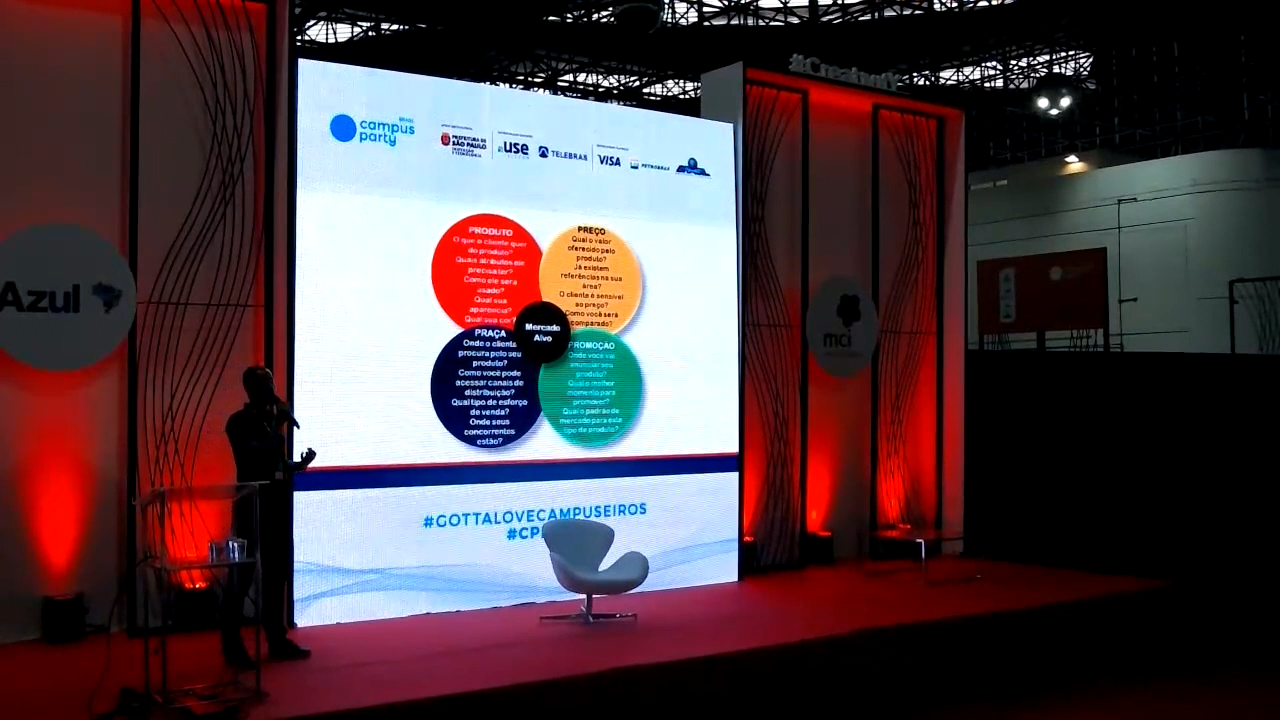 #Creativity
BRASIL
campus
party
PREFEITURA DE
SÃO PAULO
INOVAÇÃO
E TECNOLOGIA
use
TELEBRAS
VISA
PETROBRAS
PRODUTO
O que o cliente quer
do produto?
Quais atributos ele
precisa ter?
Como ele será
usado?
Qual sua
aparência?
Qual sua cor?
PREÇO
Qual o valor
oferecido pelo
produto?
Já existem
referências na sua
área?
O cliente é sensível
ao preço?
Como você será
comparado?
Mercado
Alvo
PRAÇA
Onde o cliente
procura pelo seu
produto?
Como você pode
acessar canais de
distribuição?
Qual tipo de esforço
de venda?
Onde seus
concorrentes
estão?
PROMOÇÃO
Onde você vai
anunciar seu
produto?
Qual o melhor
momento para
promover?
Qual o padrão de
mercado para este
tipo de produto?
Azul
mci
#GOTTALOVECAMPUSEIROS
#CP